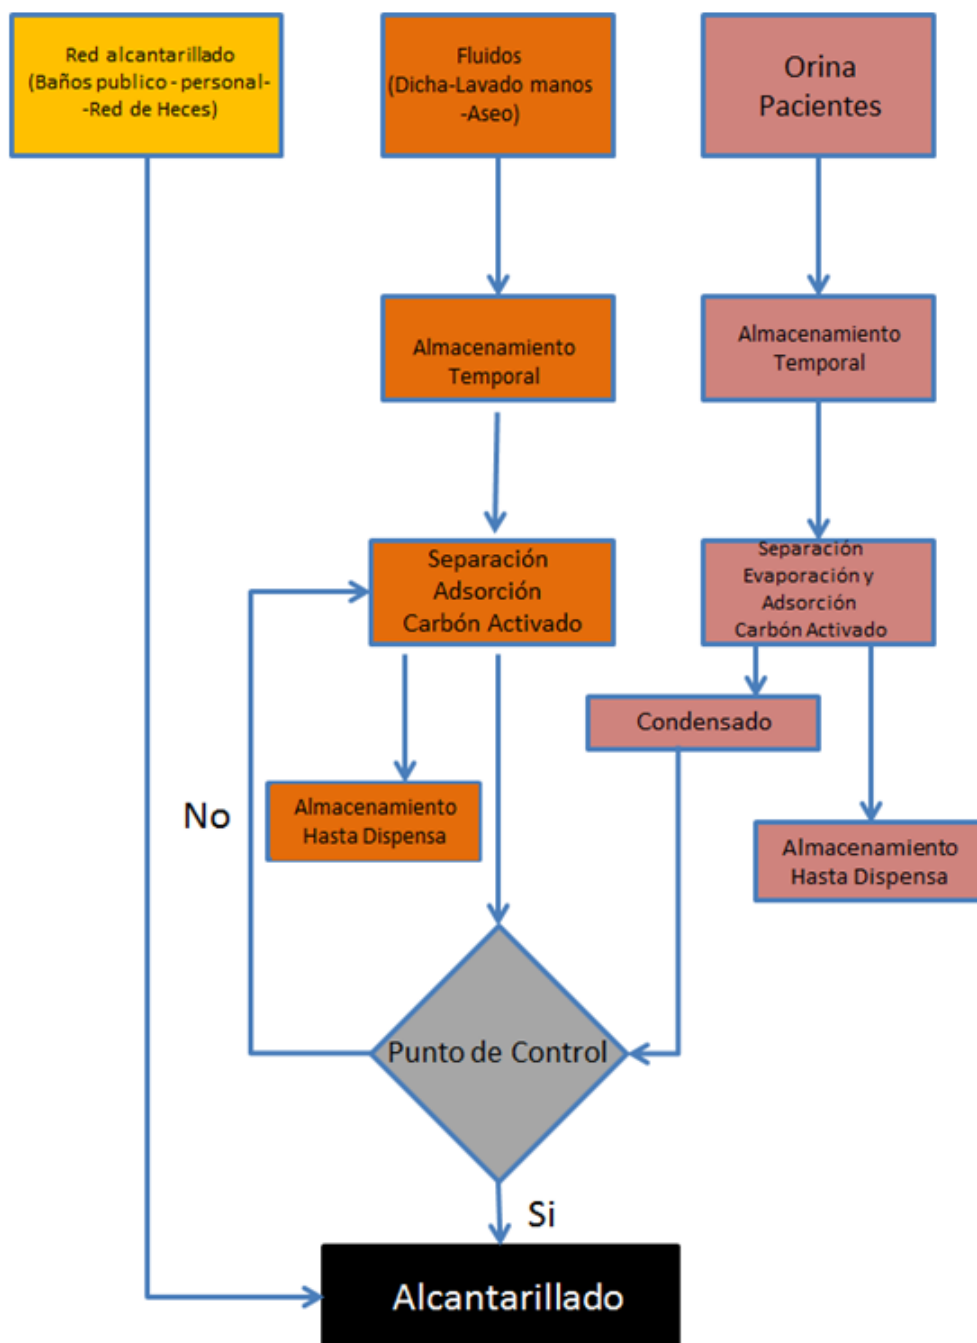 Red alcantarillado
(Baños publico - personal-
-Red de Heces)
Fluidos
(Dicha-Lavado manos
-Aseo)
Orina
Pacientes
Almacenamiento
Temporal
Almacenamiento
Temporal
Separación
Adsorción
Carbón Activado
Separación
Evaporación y
Adsorción
Carbón Activado
Condensado
No
Almacenamiento
Hasta Dispensa
Almacenamiento
Hasta Dispensa
Punto de Control
Si
Alcantarillado